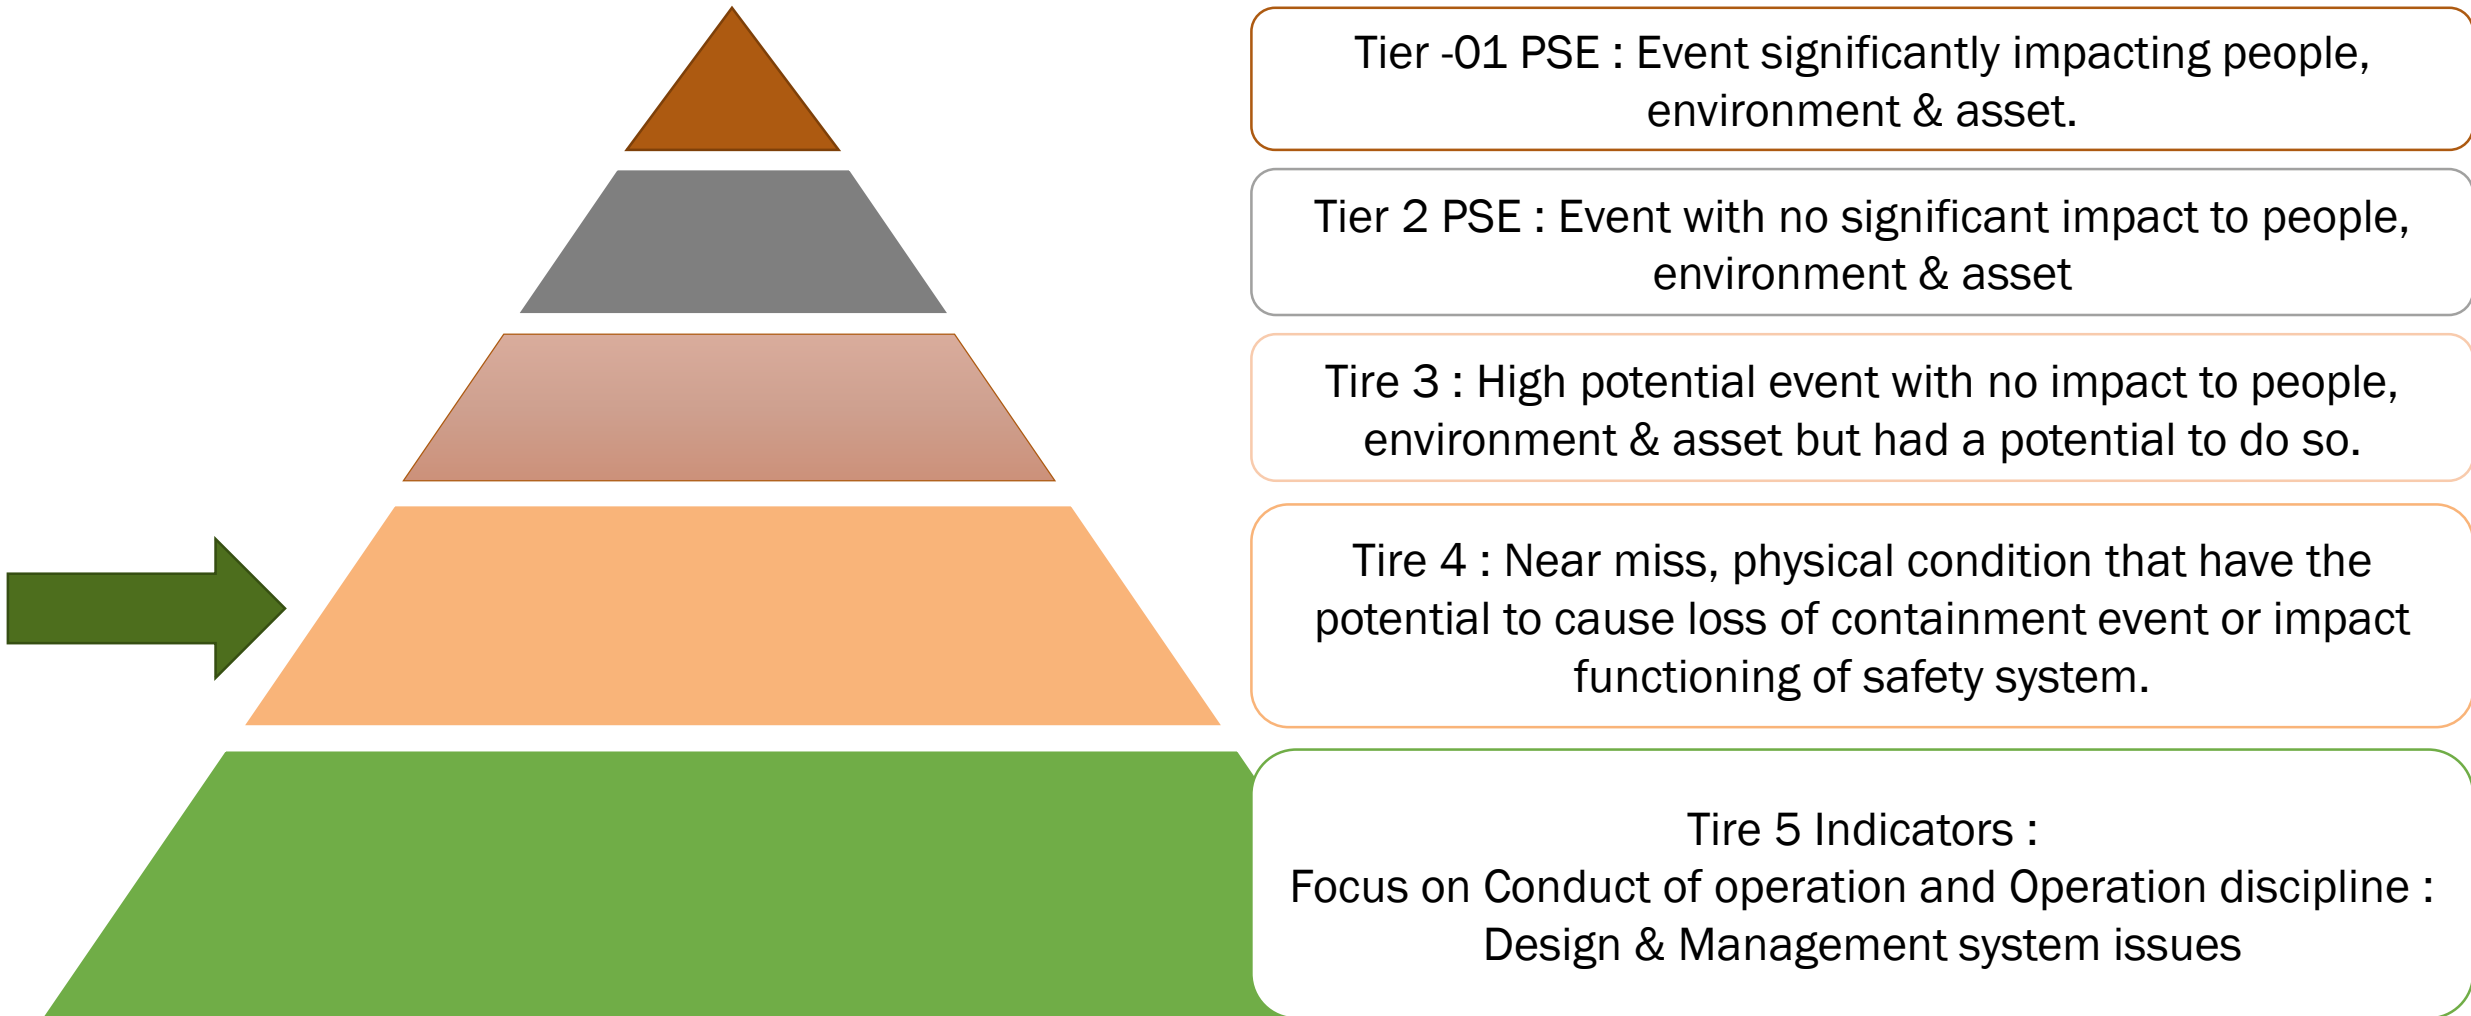 Tier -01 PSE : Event significantly impacting people,
environment & asset.
Tier 2 PSE : Event with no significant impact to people,
environment & asset
Tire 3 : High potential event with no impact to people,
environment & asset but had a potential to do so.
Tire 4 : Near miss, physical condition that have the
potential to cause loss of containment event or impact
functioning of safety system.
Tire 5 Indicators :
Focus on Conduct of operation and Operation discipline :
Design & Management system issues